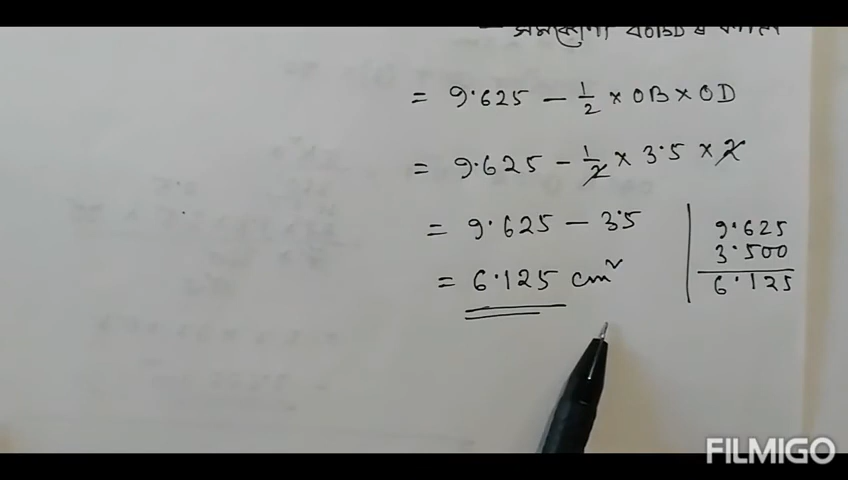 = 9.625 - 1/2 × OB × OD
= 9.625 - 1/2 × 3.5 × 2
= 9.625 - 3.5
= 6.125 cm²
9.625
3.500
6.125
FILMIGO